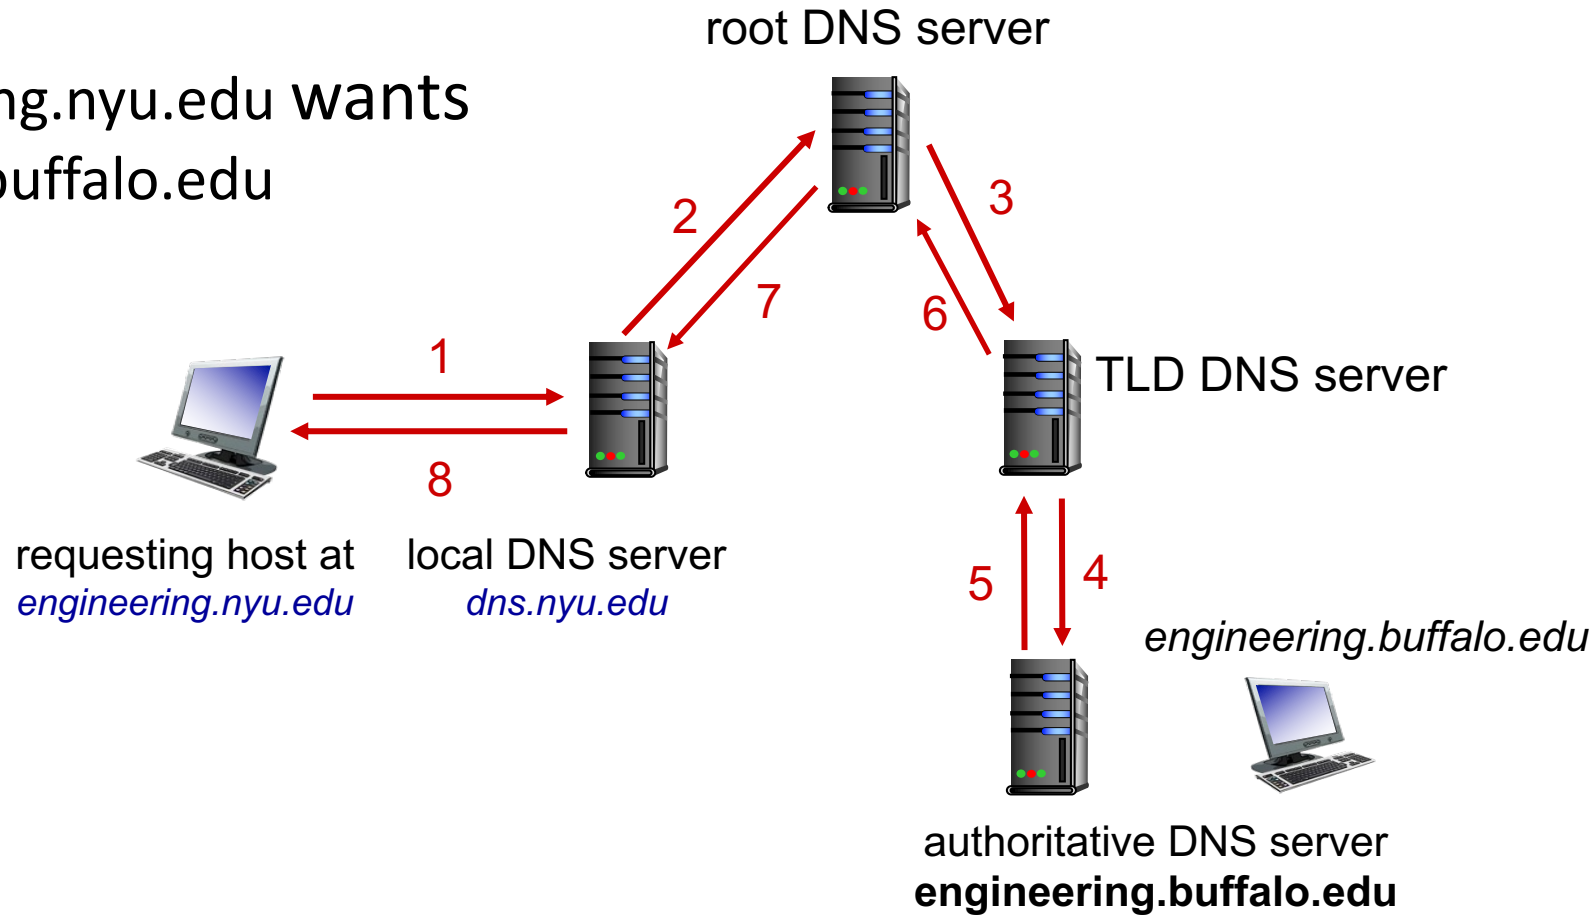 root DNS server
ng.nyu.edu wants
buffalo.edu
2
3
7
6
1
TLD DNS server
8
requesting host at
engineering.nyu.edu
local DNS server
dns.nyu.edu
5
4
engineering.buffalo.edu
authoritative DNS server
engineering.buffalo.edu